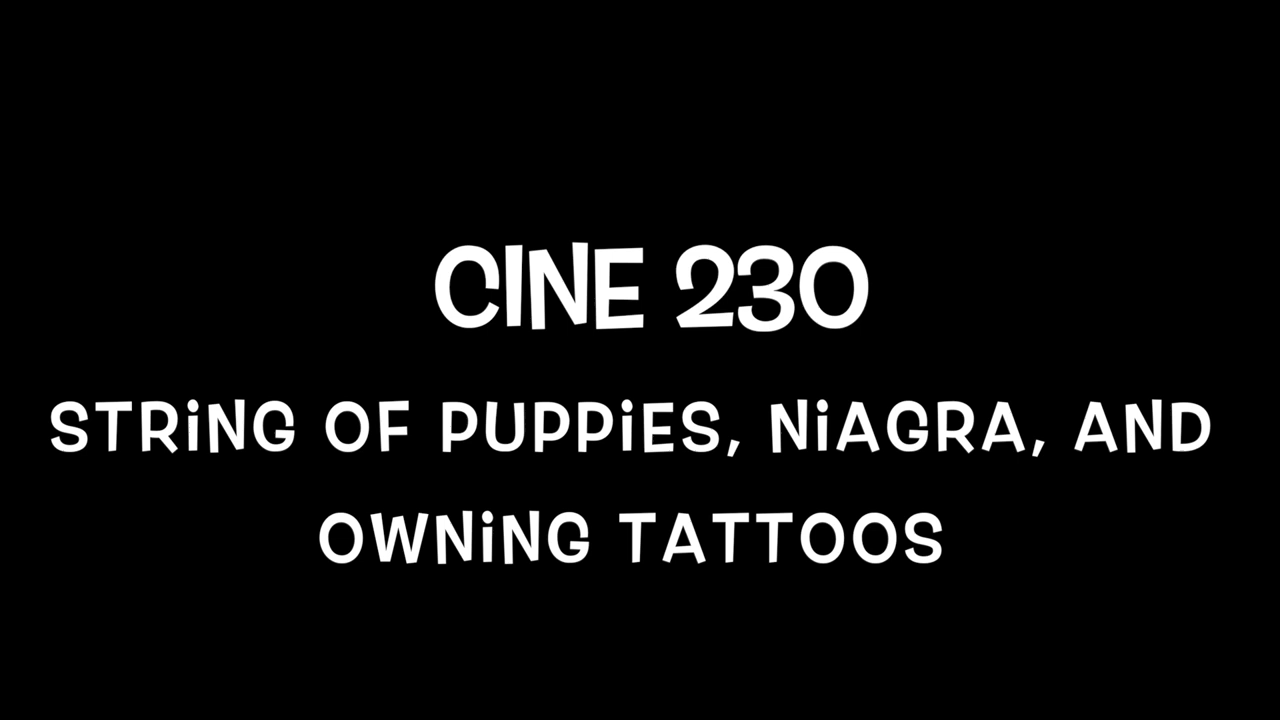 CINE 230
STRiNG OF PUPPiES, NiAGRA, AND
OWNiNG TATTOOS